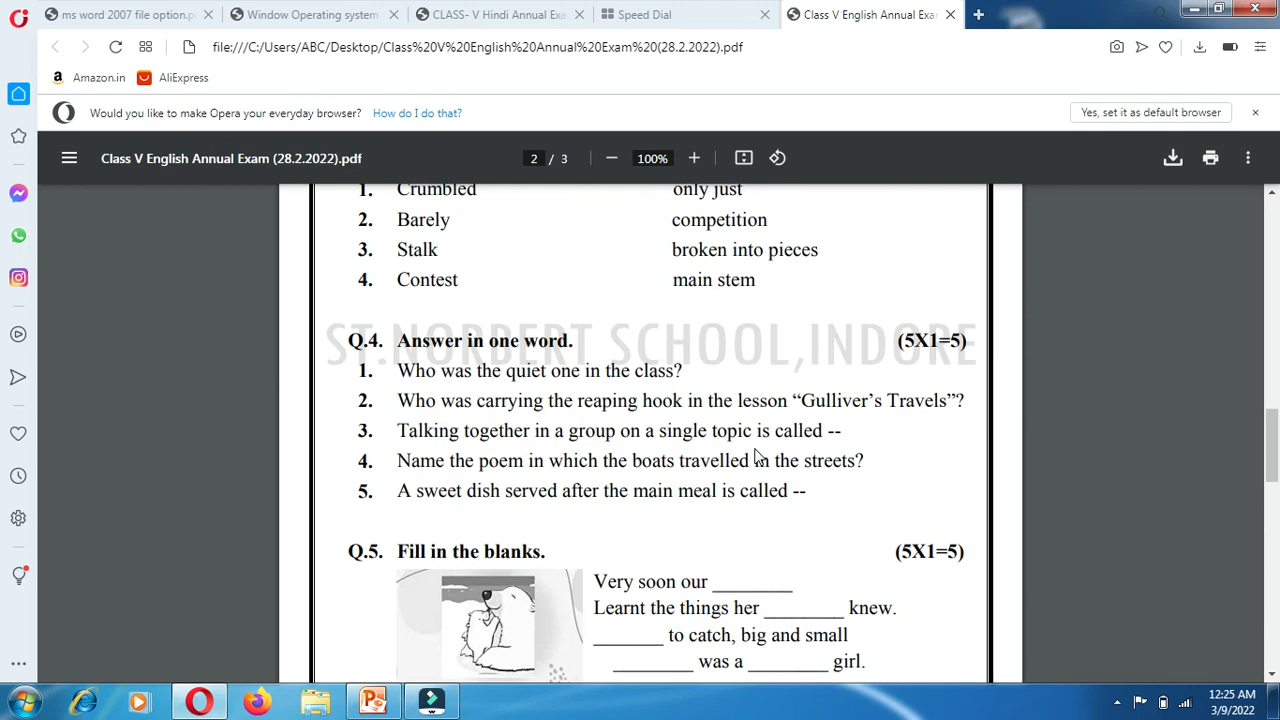 ms word 2007 file option.p
Window Operating system
CLASS- V Hindi Annual Exa
Speed Dial
Class V English Annual Exam
file:///C:/Users/ABC/Desktop/Class%20V%20English%20Annual%20Exam%20(28.2.2022).pdf
Amazon.in
AliExpress
Would you like to make Opera your everyday browser?
How do I do that?
Yes, set it as default browser
Class V English Annual Exam (28.2.2022).pdf
2 / 3
100%
1. Crumbled only just
2. Barely competition
3. Stalk broken into pieces
4. Contest main stem
ST.NORBERT SCHOOL,INDORE
Q.4. Answer in one word. (5X1=5)
1. Who was the quiet one in the class?
2. Who was carrying the reaping hook in the lesson “Gulliver’s Travels”?
3. Talking together in a group on a single topic is called --
4. Name the poem in which the boats travelled in the streets?
5. A sweet dish served after the main meal is called --
Q.5. Fill in the blanks. (5X1=5)
Very soon our ________
Learnt the things her ________ knew.
_______ to catch, big and small
________ was a ________ girl.
12:25 AM
3/9/2022